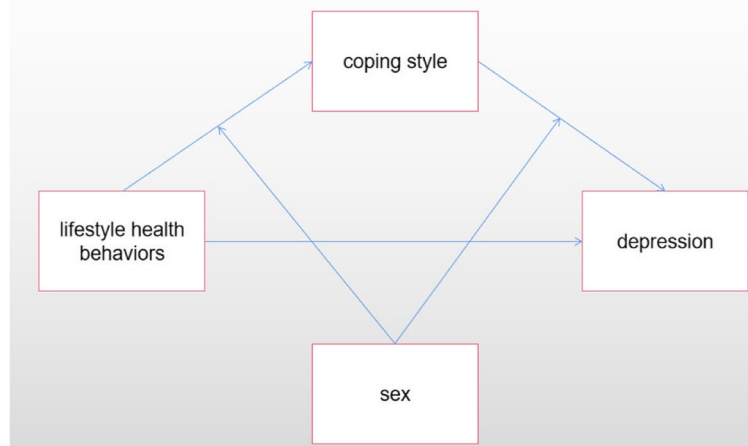 coping style
lifestyle health
behaviors
depression
sex